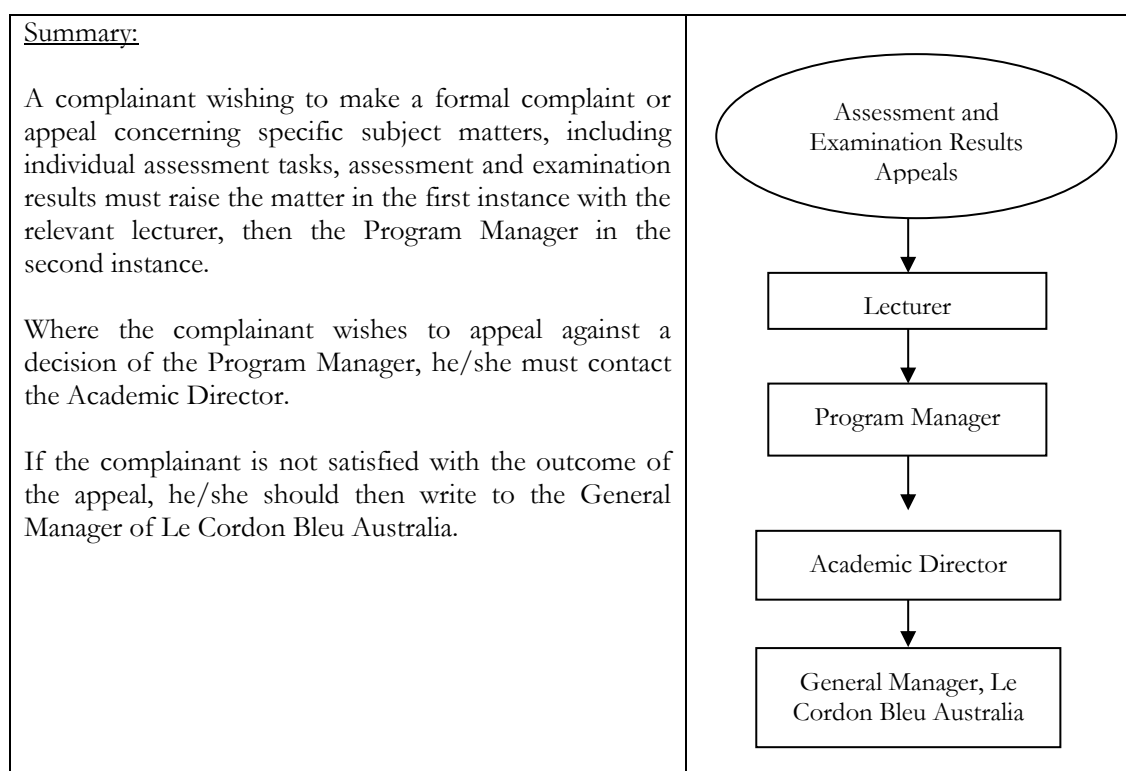 Summary:
A complainant wishing to make a formal complaint or
appeal concerning specific subject matters, including
individual assessment tasks, assessment and examination
results must raise the matter in the first instance with the
relevant lecturer, then the Program Manager in the
second instance.
Where the complainant wishes to appeal against a
decision of the Program Manager, he/she must contact
the Academic Director.
If the complainant is not satisfied with the outcome of
the appeal, he/she should then write to the General
Manager of Le Cordon Bleu Australia.
Assessment and
Examination Results
Appeals
Lecturer
Program Manager
Academic Director
General Manager, Le
Cordon Bleu Australia